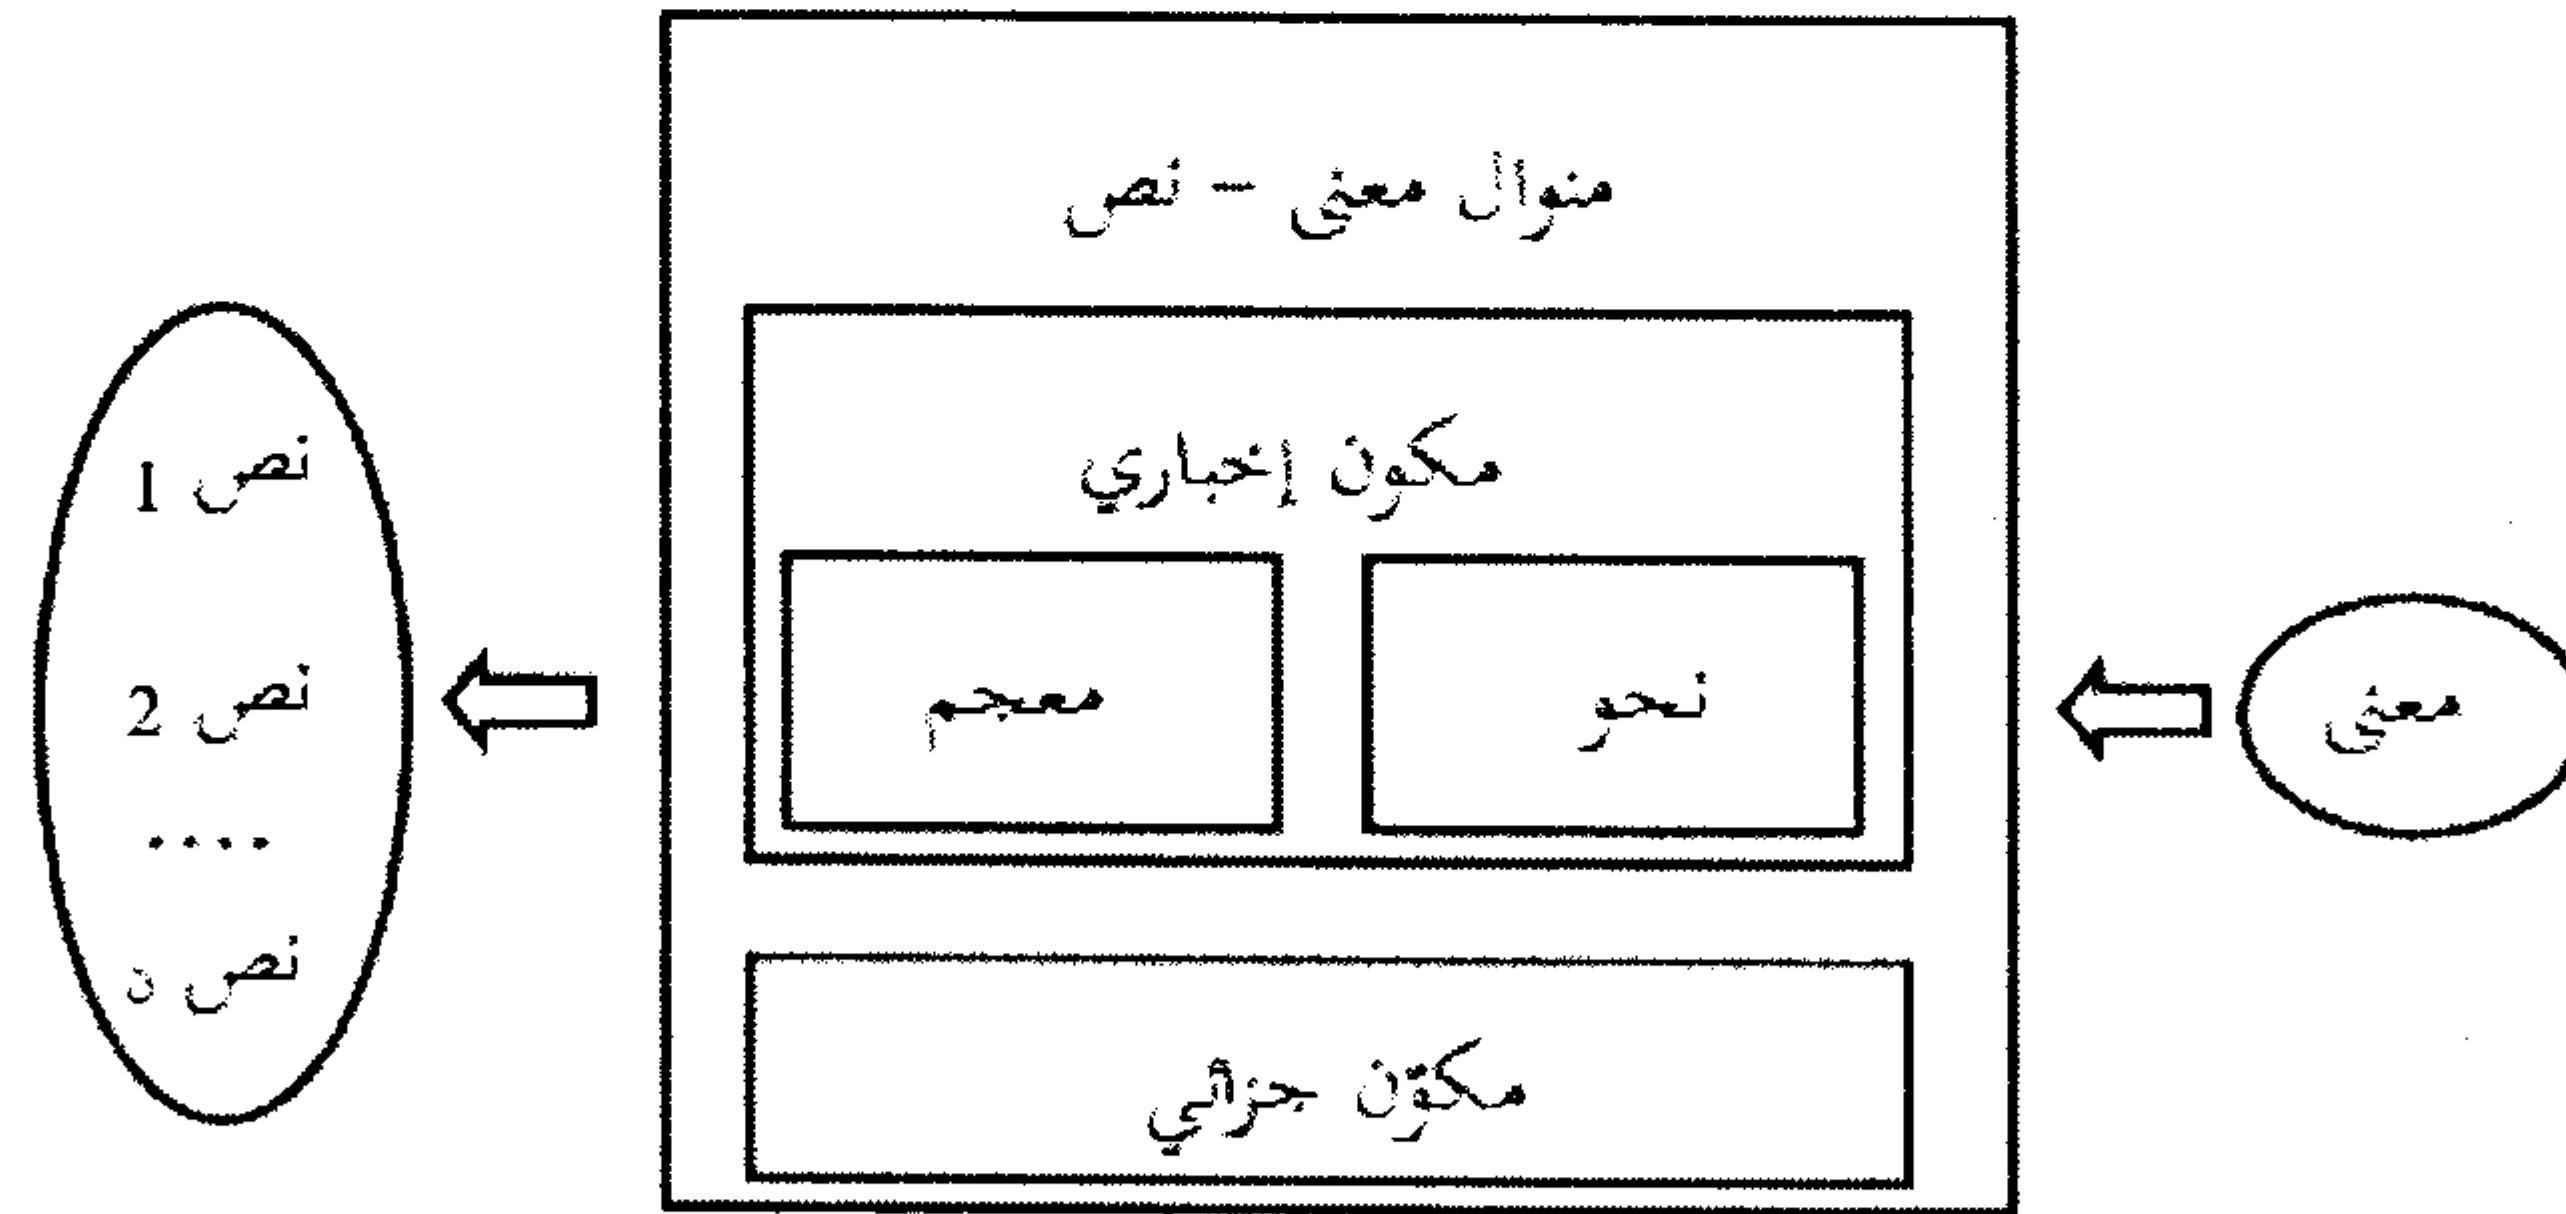 منوال معنى – نص
مكون إخباري
معنى
نحو
معجم
نص 1
نص 2
....
نص ن
مكوّن جزائي